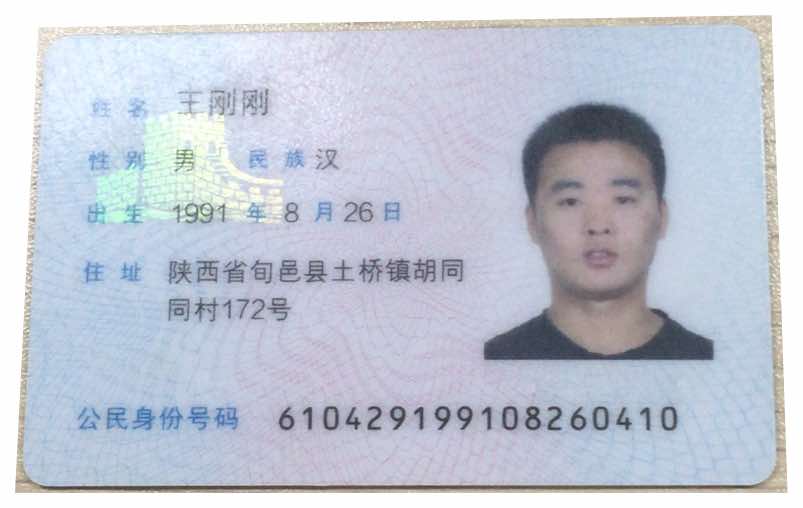 姓名 王刚刚
性别 男 民族 汉
出生 1991 年 8 月 26 日
住址 陕西省旬邑县土桥镇胡同
同村172号
公民身份号码 610429199108260410